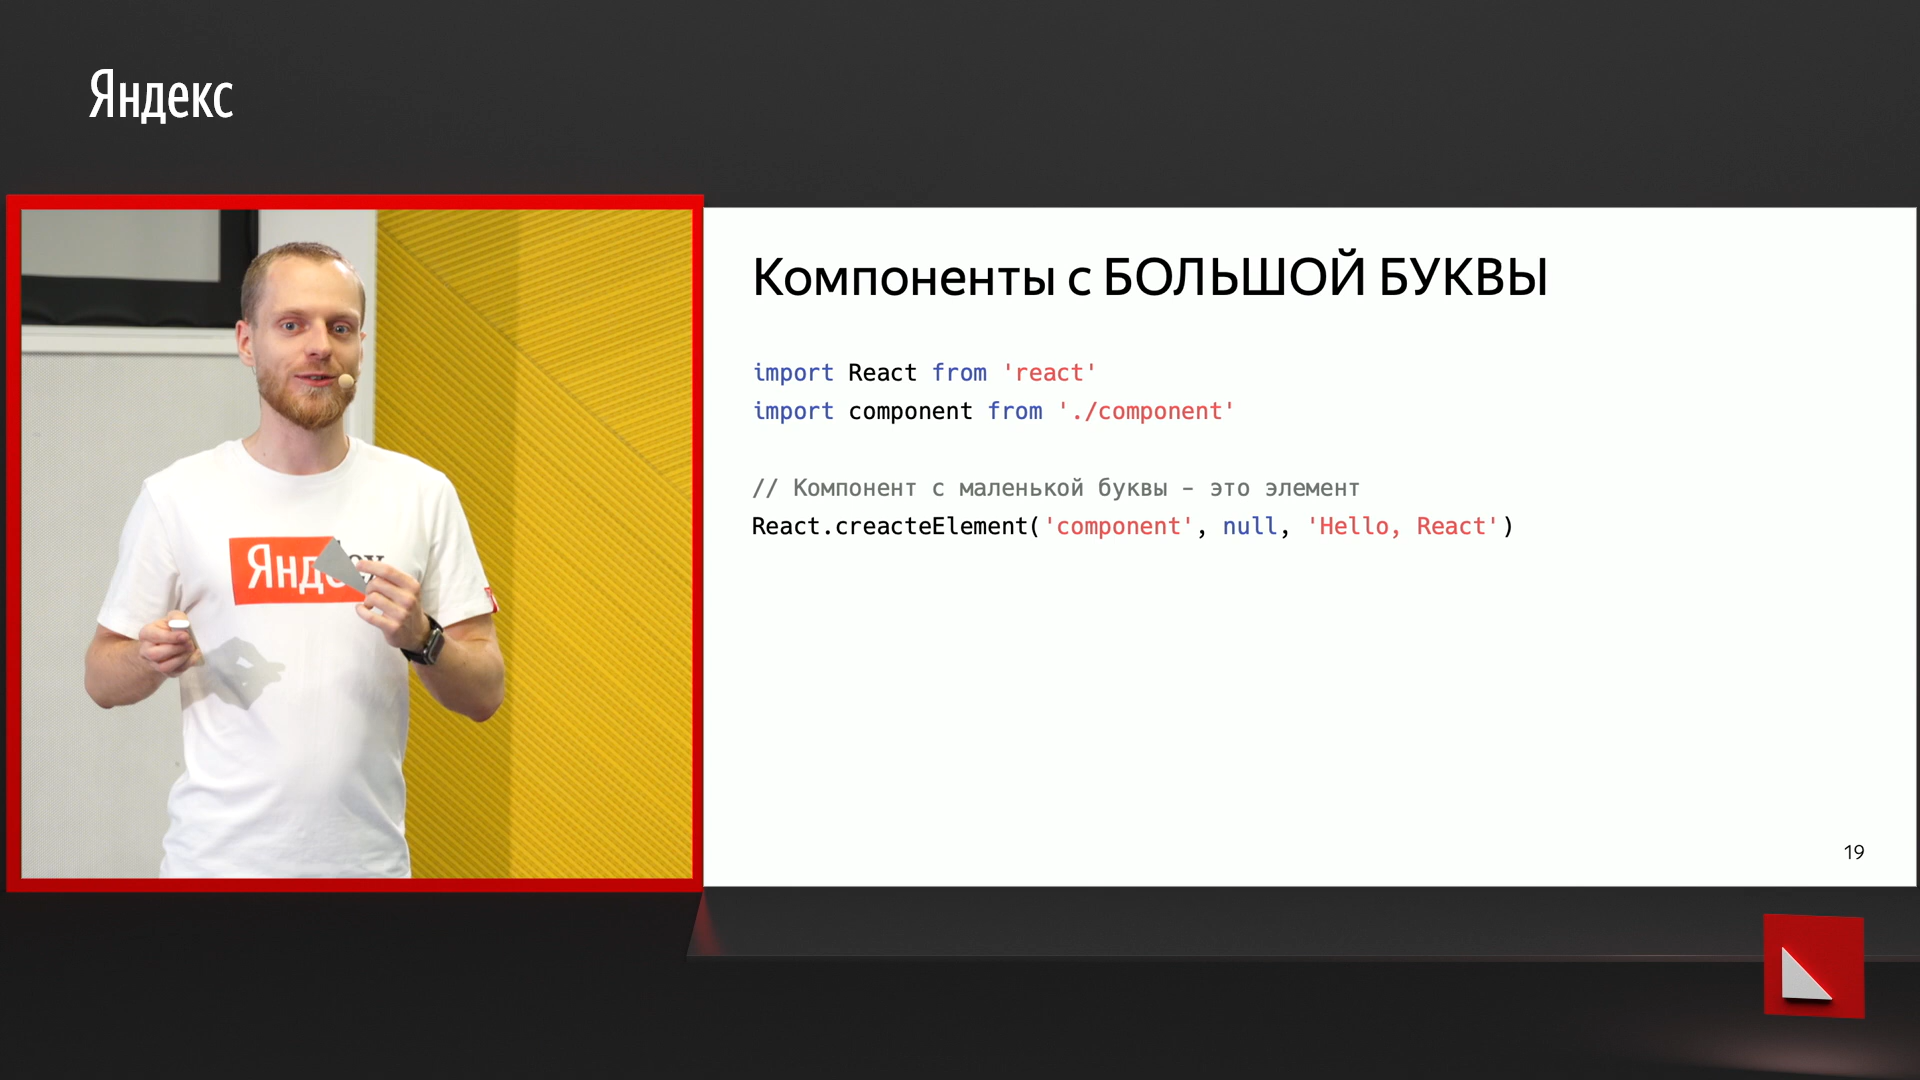 Яндекс
Компоненты с БОЛЬШОЙ БУКВЫ
import React from 'react'
import component from './component'
// Компонент с маленькой буквы – это элемент
React.creacteElement('component', null, 'Hello, React')
19